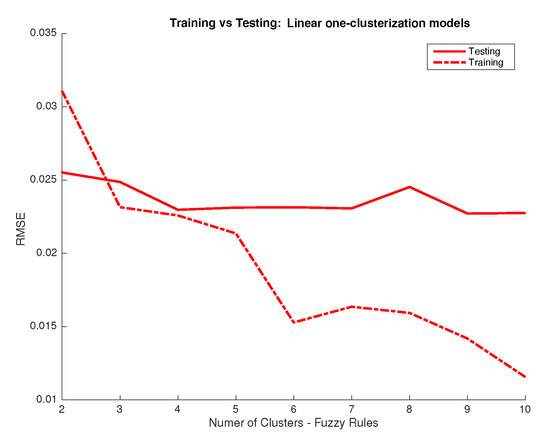 Training vs Testing:  Linear one-clusterization models
Testing
Training
0.035
0.03
0.025
0.02
0.015
0.01
RMSE
2 3 4 5 6 7 8 9 10
Numer of Clusters - Fuzzy Rules